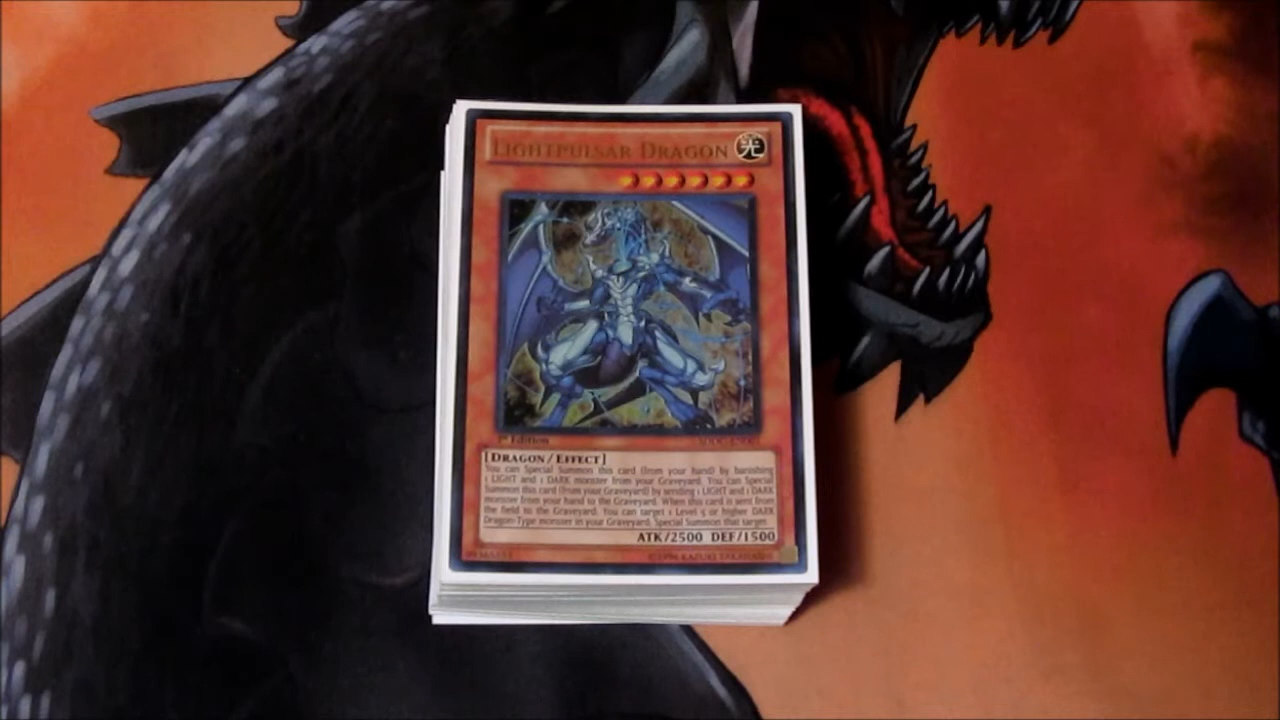 LIGHTPULSAR DRAGON 光
1st Edition
[DRAGON/EFFECT]
You can Special Summon this card (from your hand) by banishing
1 LIGHT and 1 DARK monster from your Graveyard. You can Special
Summon this card (from your Graveyard) by sending 1 LIGHT and 1 DARK
monster from your hand to the Graveyard. When this card is sent from
the field to the Graveyard: You can target 1 Level 5 or higher DARK
Dragon-Type monster in your Graveyard; Special Summon that target.
ATK/2500 DEF/1500
©1996 KAZUKI TAKAHASHI